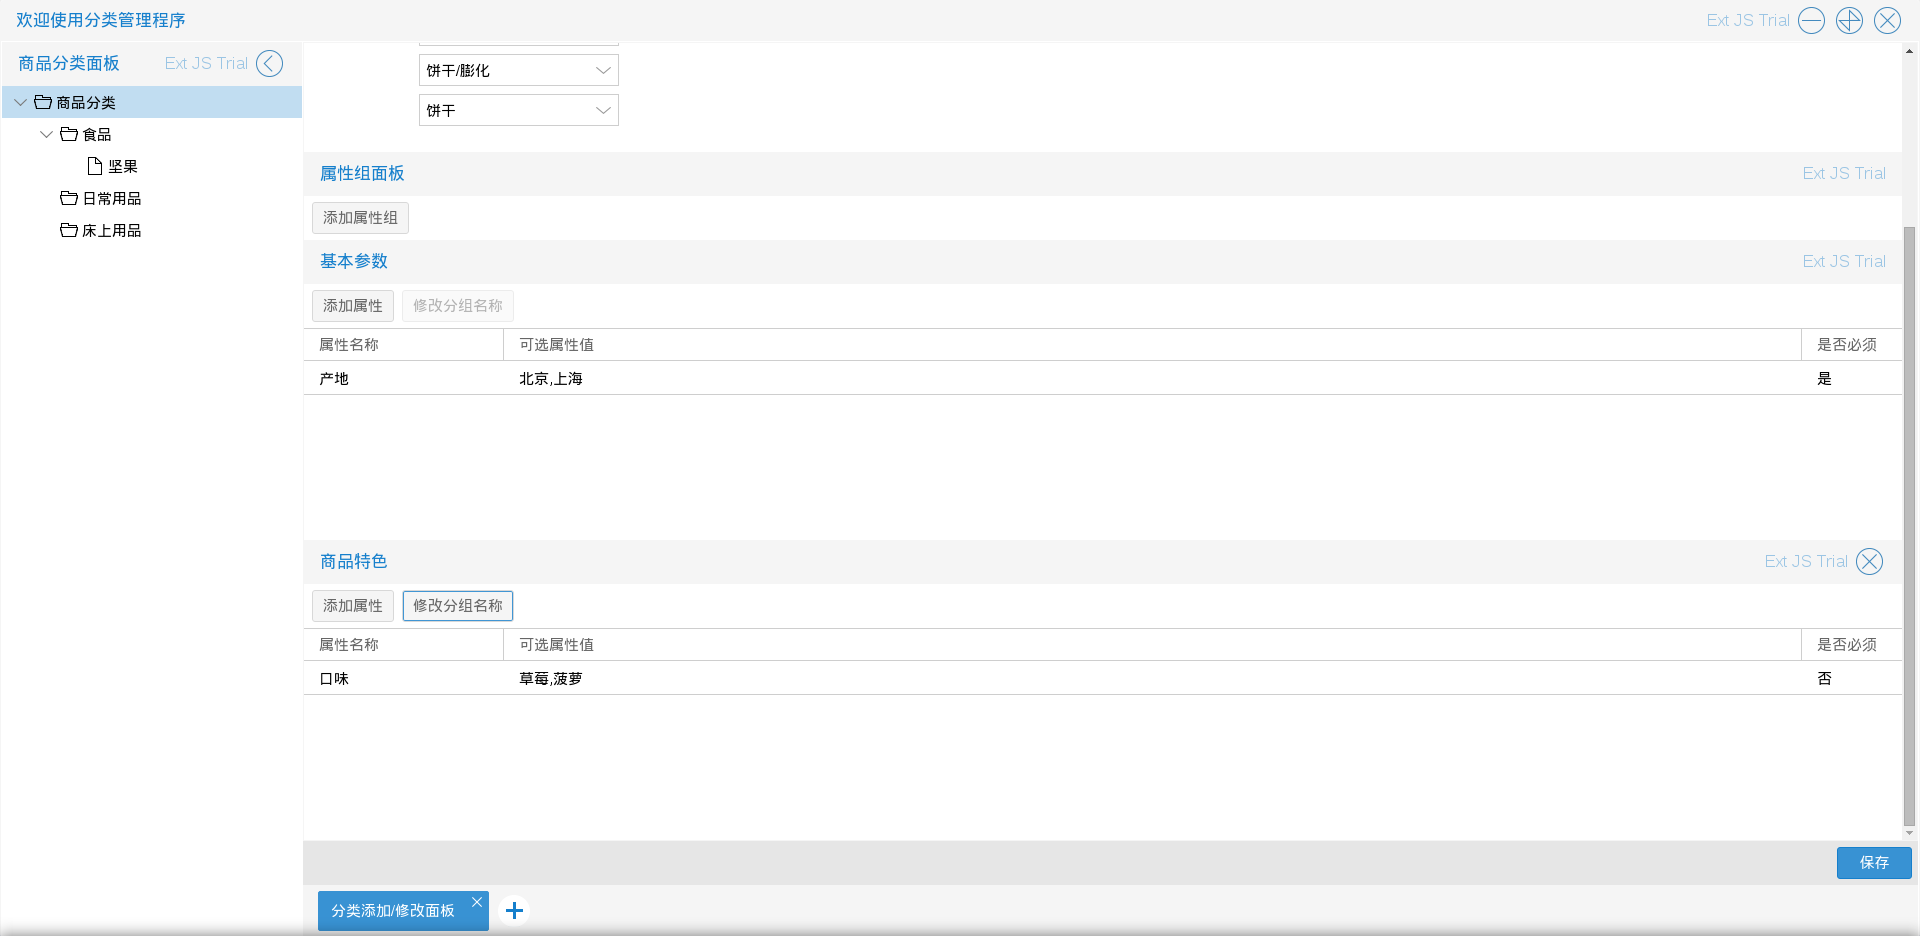 欢迎使用分类管理程序
Ext JS Trial
商品分类面板
Ext JS Trial
商品分类
食品
坚果
日常用品
床上用品
饼干/膨化
饼干
属性组面板
Ext JS Trial
添加属性组
基本参数
Ext JS Trial
添加属性 修改分组名称
属性名称 可选属性值 是否必须
产地 北京,上海 是
商品特色
Ext JS Trial
添加属性 修改分组名称
属性名称 可选属性值 是否必须
口味 草莓,菠萝 否
保存
分类添加/修改面板